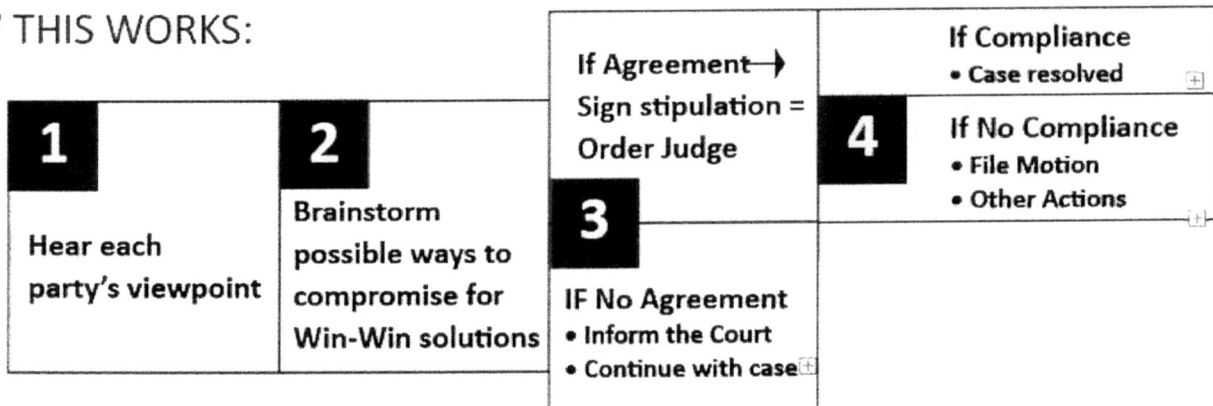 THIS WORKS:
1
Hear each
party's viewpoint
2
Brainstorm
possible ways to
compromise for
Win-Win solutions
If Agreement→
Sign stipulation =
Order Judge
3
IF No Agreement
• Inform the Court
• Continue with case
4
If Compliance
• Case resolved
If No Compliance
• File Motion
• Other Actions